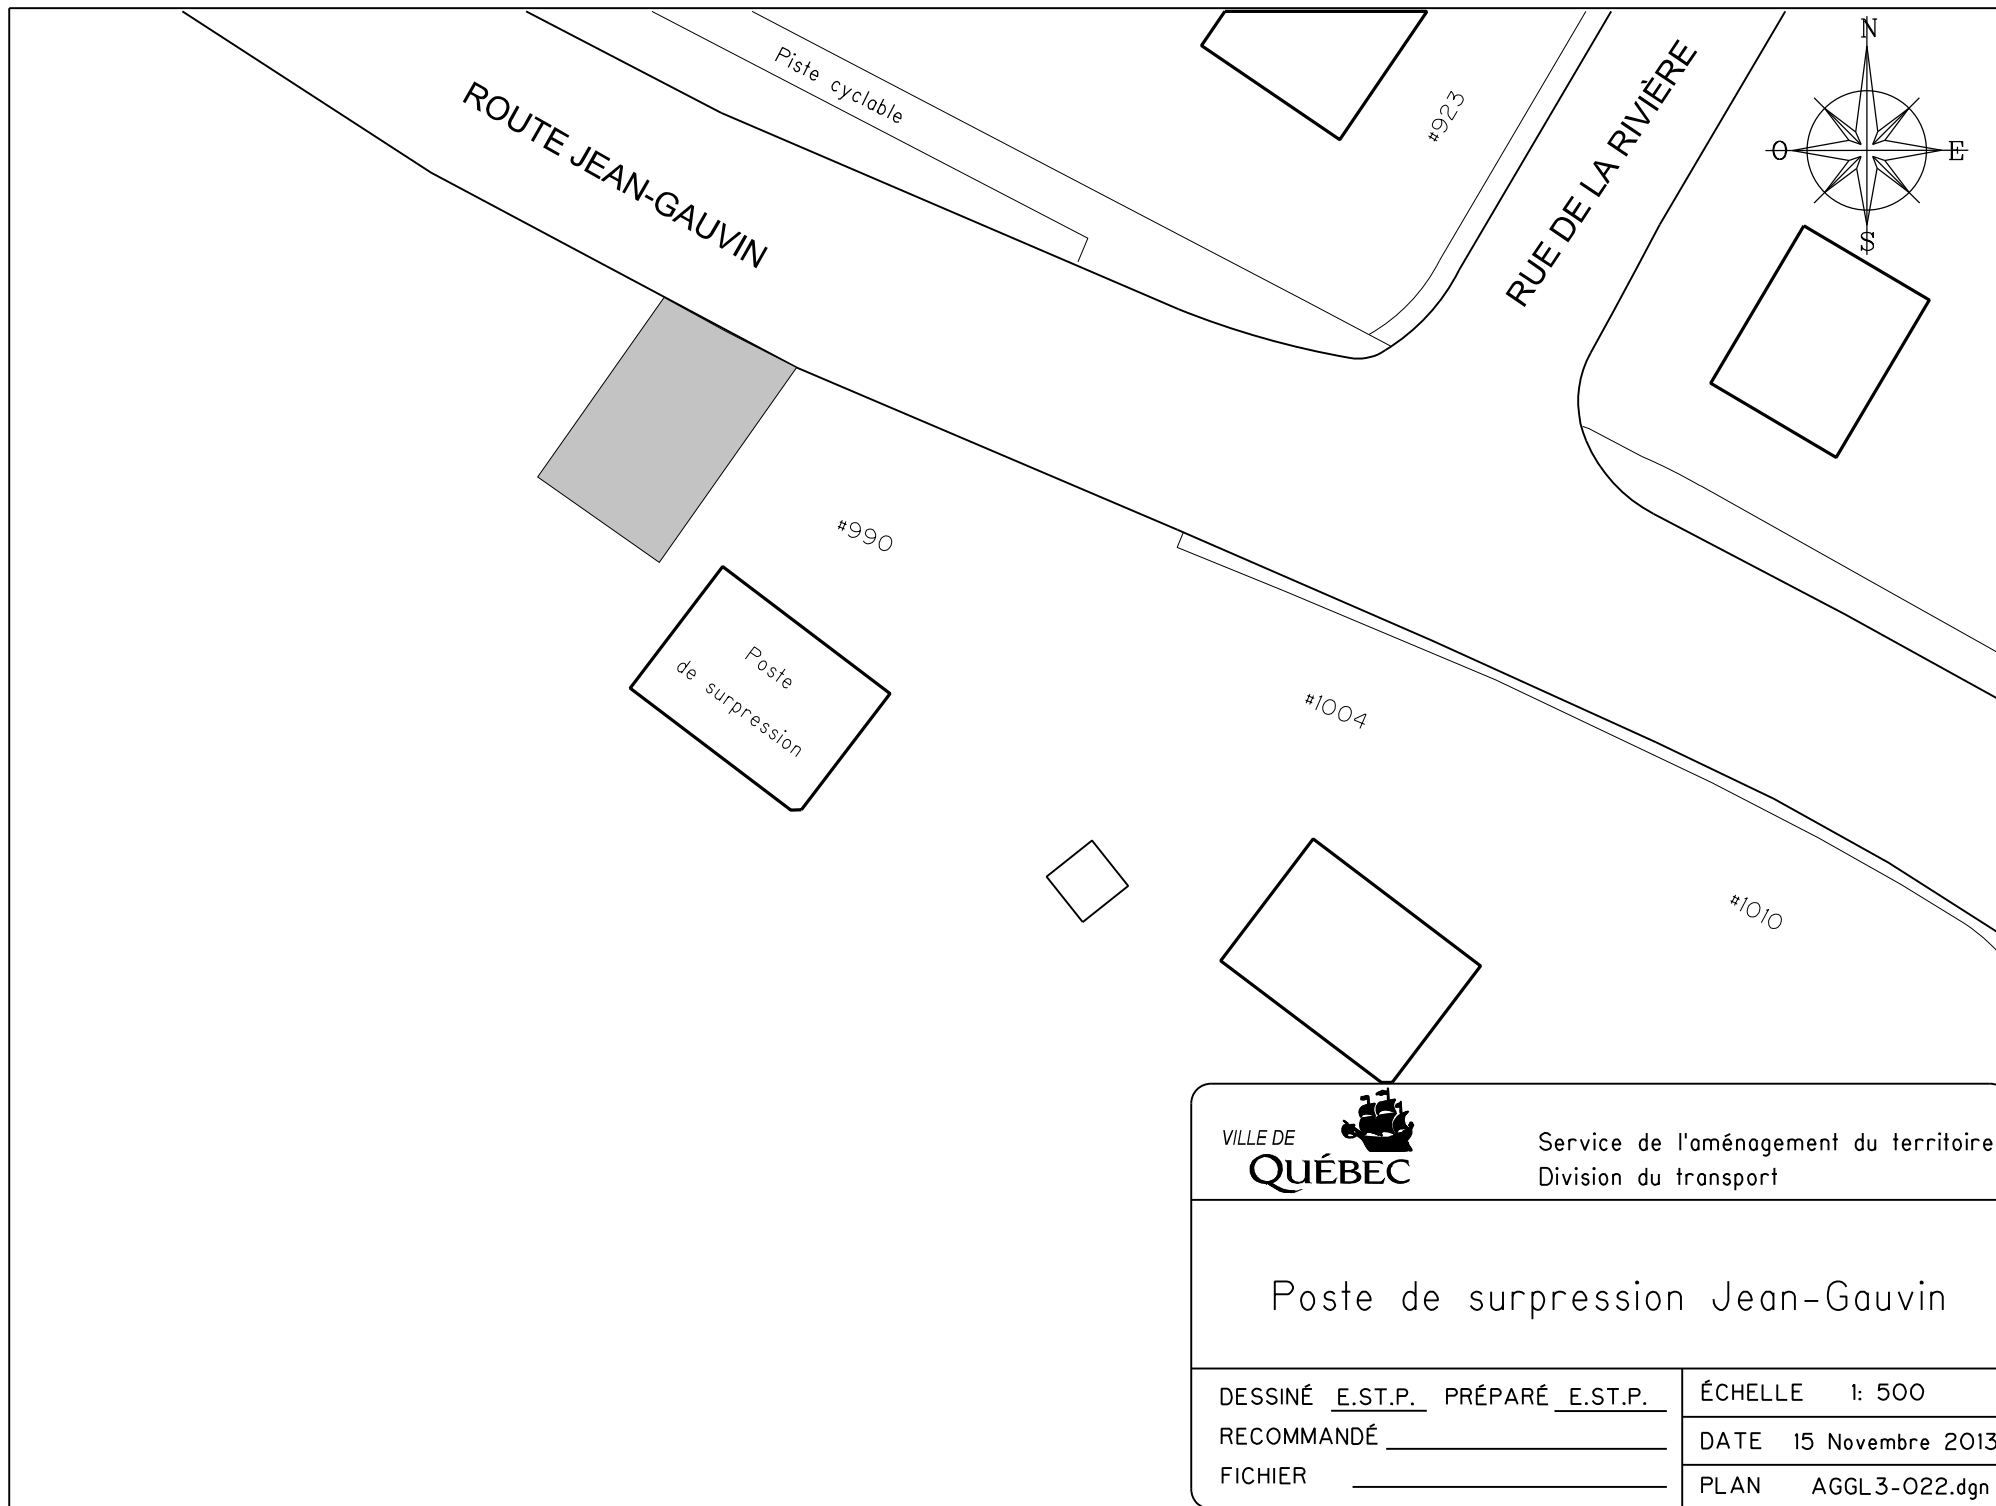 Piste cyclable
ROUTE JEAN-GAUVIN
#923
RUE DE LA RIVIÈRE
N
O
E
S
#990
Poste
de surpression
#1004
#1010
VILLE DE
QUÉBEC
Service de l'aménagement du territoire
Division du transport
Poste de surpression Jean-Gauvin
DESSINÉ E.ST.P. PRÉPARÉ E.ST.P.
RECOMMANDÉ
FICHIER
ÉCHELLE 1: 500
DATE 15 Novembre 2013
PLAN AGGL3-022.dgn